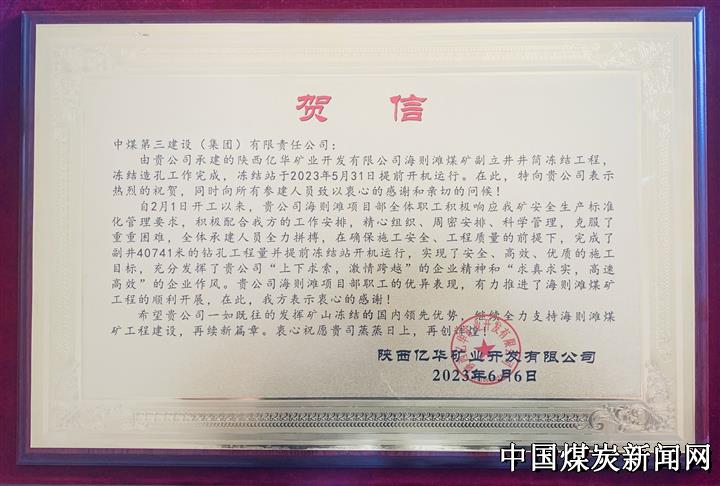 贺信
中煤第三建设（集团）有限责任公司：
由贵公司承建的陕西亿华矿业开发有限公司海则滩煤矿副立井井筒冻结工程，
冻结造孔工作完成，冻结站于2023年5月31日提前开机运行。在此，特向贵公司表示
热烈的祝贺，同时向所有参建人员致以衷心的感谢和亲切的问候！
自2月1日开工以来，贵公司海则滩项目部全体职工积极响应我矿安全生产标准
化管理要求，积极配合我方的工作安排，精心组织、周密安排、科学管理，克服了
重重困难，全体承建人员全力拼搏，在确保施工安全、工程质量的前提下，完成了
副井40741米的钻孔工程量并提前冻结站开机运行，实现了安全、高效、优质的施工
目标，充分发挥了贵公司“上下求索，激情跨越”的企业精神和“求真求实，高速
高效”的企业作风。贵公司海则滩项目部职工的优异表现，有力推进了海则滩煤矿
工程的顺利开展，在此，我方表示衷心的感谢！
希望贵公司一如既往的发挥矿山冻结的国内领先优势，继续全力支持海则滩煤
矿工程建设，再续新篇章。衷心祝愿贵司蒸蒸日上，再创辉煌！
陕西亿华矿业开发有限公司
2023年6月6日
中国煤炭新闻网